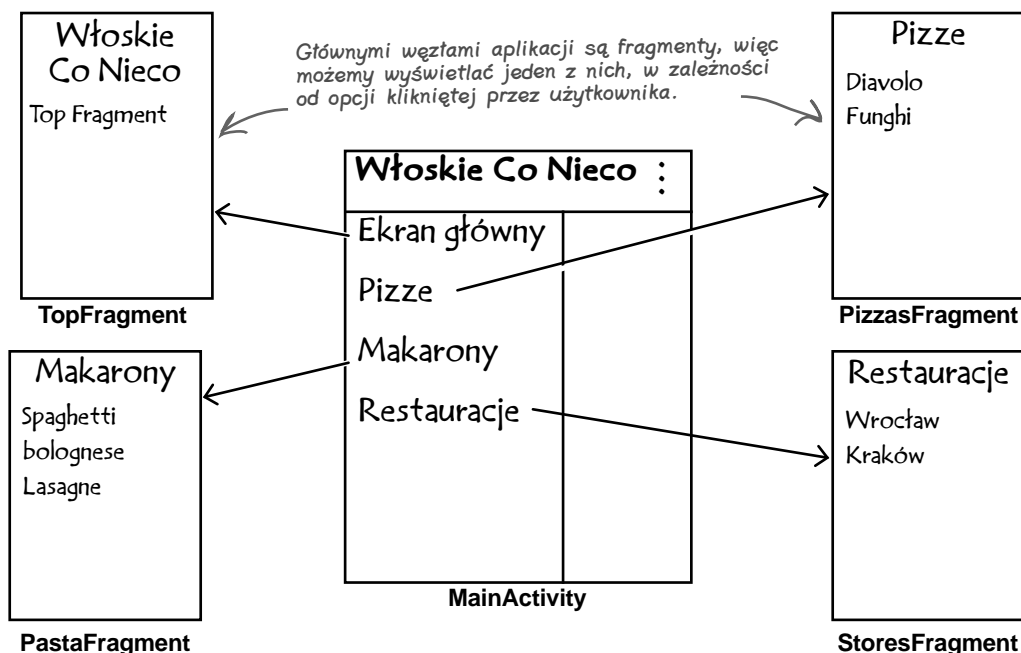 Włoskie
Co Nieco
Top Fragment
TopFragment
Głównymi węzłami aplikacji są fragmenty, więc
możemy wyświetlać jeden z nich, w zależności
od opcji klikniętej przez użytkownika.
Pizze
Diavolo
Funghi
PizzasFragment
Włoskie Co Nieco
Ekran główny
Pizze
Makarony
Restauracje
MainActivity
Makarony
Spaghetti
bolognese
Lasagne
PastaFragment
Restauracje
Wrocław
Kraków
StoresFragment